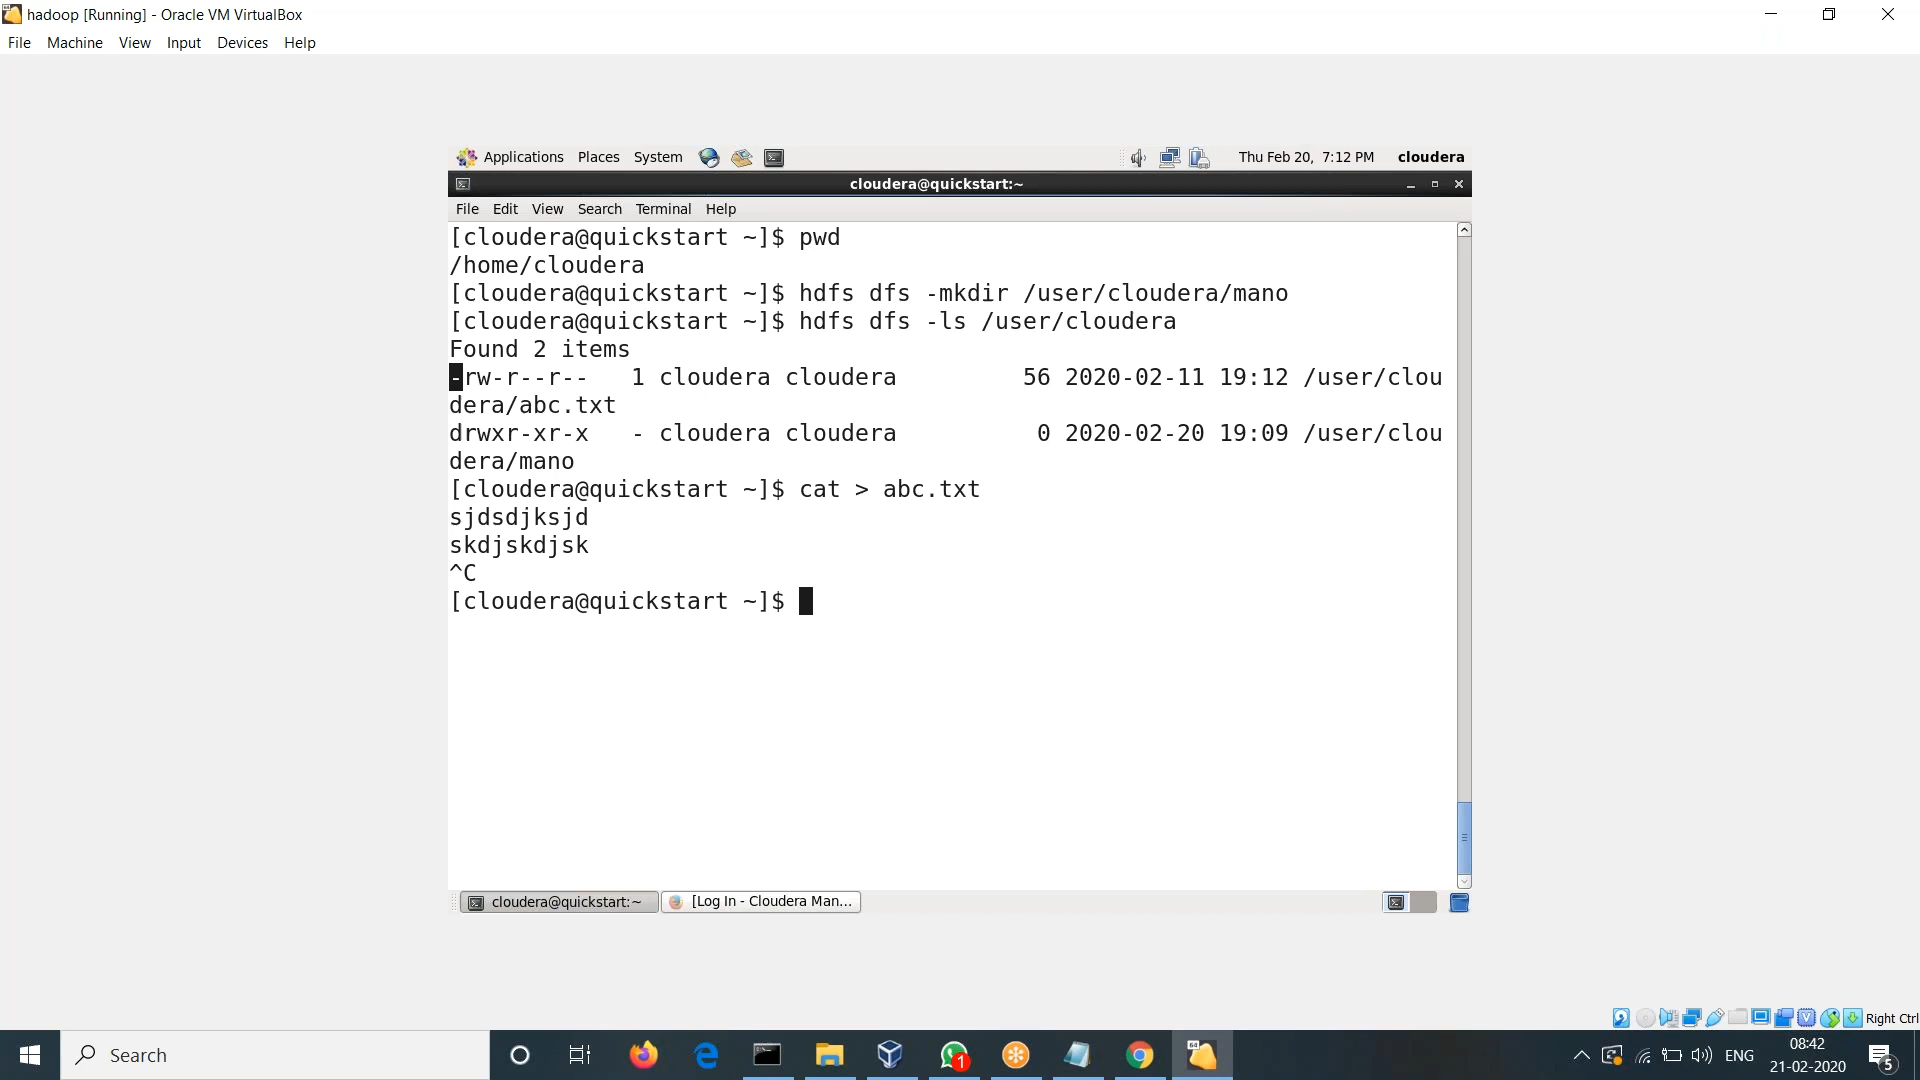 hadoop [Running] - Oracle VM VirtualBox
File Machine View Input Devices Help
Applications Places System Thu Feb 20, 7:12 PM cloudera
cloudera@quickstart:~
File Edit View Search Terminal Help
[cloudera@quickstart ~]$ pwd
/home/cloudera
[cloudera@quickstart ~]$ hdfs dfs -mkdir /user/cloudera/mano
[cloudera@quickstart ~]$ hdfs dfs -ls /user/cloudera
Found 2 items
-rw-r--r--   1 cloudera cloudera         56 2020-02-11 19:12 /user/clou
dera/abc.txt
drwxr-xr-x   - cloudera cloudera          0 2020-02-20 19:09 /user/clou
dera/mano
[cloudera@quickstart ~]$ cat > abc.txt
sjdsdjksjd
skdjskdjsk
^C
[cloudera@quickstart ~]$
cloudera@quickstart:~ [Log In - Cloudera Man...
Right Ctrl
Search 1 64 ENG 08:42
21-02-2020 5